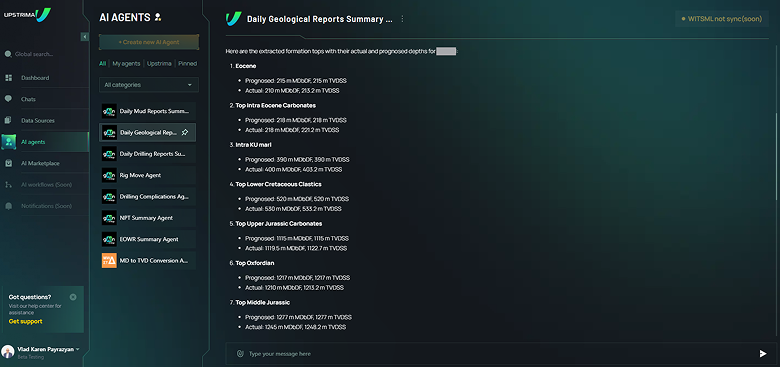 UPSTRIMA
Global search...
Dashboard
Chats
Data Sources
AI agents
AI Marketplace
AI workflows (Soon)
Notifications (Soon)
Got questions?
Visit our help center for
assistance
Get support
Vlad Karen Payrazyan
Beta Testing
AI AGENTS
+ Create new AI Agent
All
My agents
Upstrima
Pinned
All categories
Daily Mud Reports Summ...
Daily Geological Rep...
Daily Drilling Reports Su...
Rig Move Agent
Drilling Complications Ag...
NPT Summary Agent
EOWR Summary Agent
MD to TVD Conversion A...
Daily Geological Reports Summary ...
WITSML not sync(soon)
Here are the extracted formation tops with their actual and prognosed depths for :
1. Eocene
• Prognosed: 215 m MDbDF, 215 m TVDSS
• Actual: 210 m MDbDF, 213.2 m TVDSS
2. Top Intra Eocene Carbonates
• Prognosed: 218 m MDbDF, 218 m TVDSS
• Actual: 218 m MDbDF, 221.2 m TVDSS
3. Intra KU marl
• Prognosed: 390 m MDbDF, 390 m TVDSS
• Actual: 400 m MDbDF, 403.2 m TVDSS
4. Top Lower Cretaceous Clastics
• Prognosed: 520 m MDbDF, 520 m TVDSS
• Actual: 530 m MDbDF, 533.2 m TVDSS
5. Top Upper Jurassic Carbonates
• Prognosed: 1115 m MDbDF, 1115 m TVDSS
• Actual: 1119.5 m MDbDF, 1122.7 m TVDSS
6. Top Oxfordian
• Prognosed: 1217 m MDbDF, 1217 m TVDSS
• Actual: 1210 m MDbDF, 1213.2 m TVDSS
7. Top Middle Jurassic
• Prognosed: 1277 m MDbDF, 1277 m TVDSS
• Actual: 1245 m MDbDF, 1248.2 m TVDSS
Type your message here